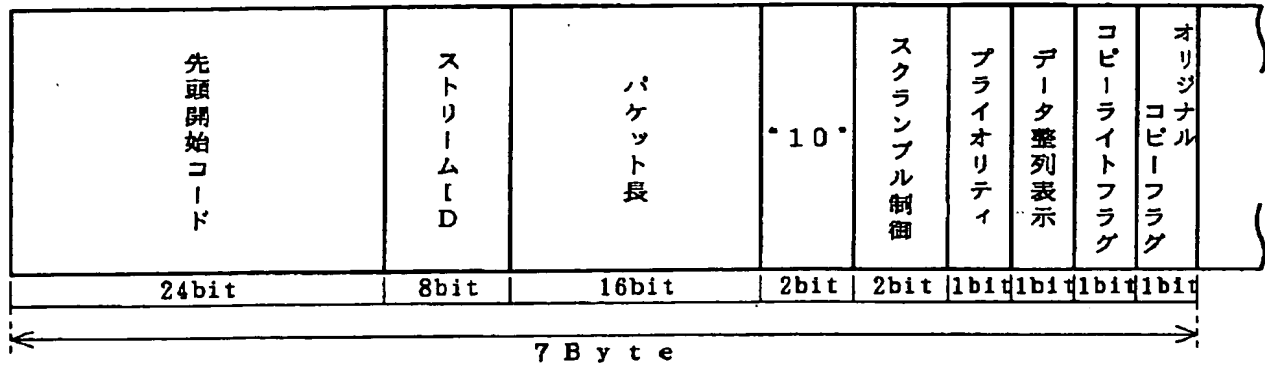 先頭開始コード
ストリームID
パケット長
"10"
スクランブル制御
プライオリティ
データ整列表示
コピーライトフラグ
オリジナル
コピーフラグ
24bit
8bit
16bit
2bit
2bit
1bit
1bit
1bit
1bit
7Byte